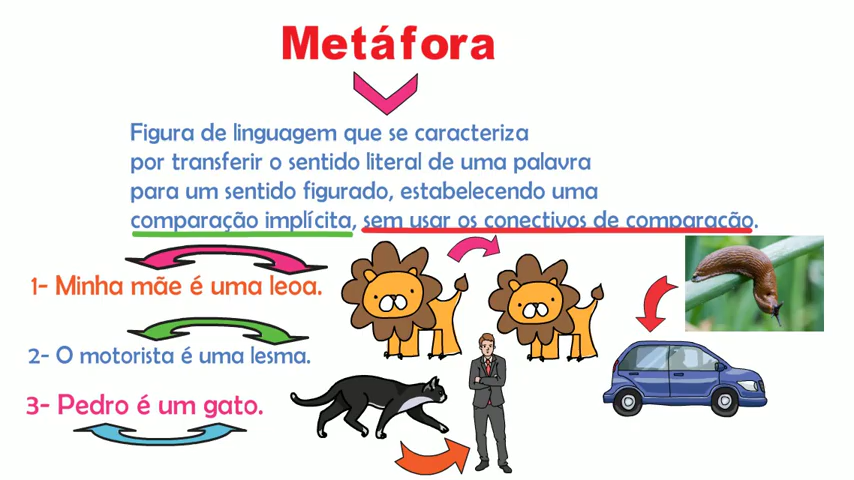 Metáfora
Figura de linguagem que se caracteriza
por transferir o sentido literal de uma palavra
para um sentido figurado, estabelecendo uma
comparação implícita, sem usar os conectivos de comparação.
1- Minha mãe é uma leoa.
2- O motorista é uma lesma.
3- Pedro é um gato.